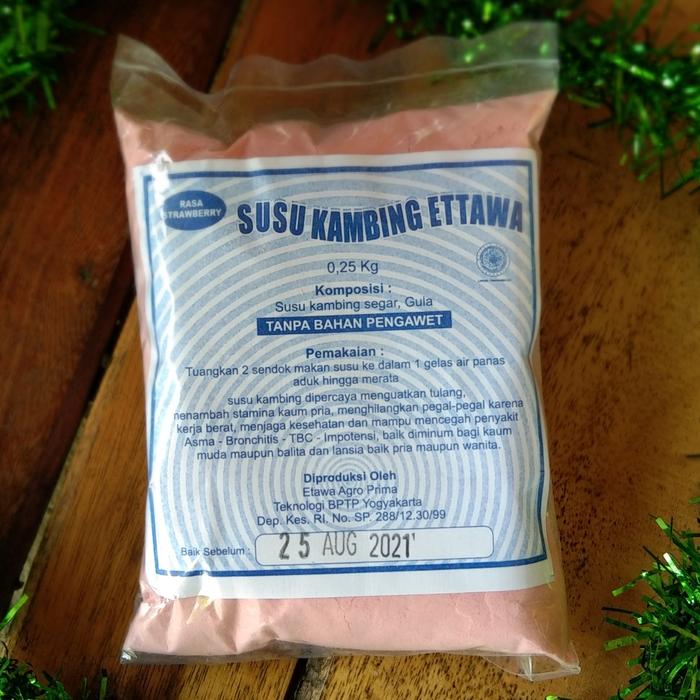 RASA
STRAWBERRY
SUSU KAMBING ETTAWA
0,25 Kg
Komposisi :
Susu kambing segar, Gula
TANPA BAHAN PENGAWET
Pemakaian :
Tuangkan 2 sendok makan susu ke dalam 1 gelas air panas
aduk hingga merata
susu kambing dipercaya menguatkan tulang,
menambah stamina kaum pria, menghilangkan pegal-pegal karena
kerja berat, menjaga kesehatan dan mampu mencegah penyakit
Asma - Bronchitis - TBC - Impotensi, baik diminum bagi kaum
muda maupun balita dan lansia baik pria maupun wanita.
Diproduksi Oleh
Etawa Agro Prima
Teknologi BPTP Yogyakarta
Dep. Kes. RI. No. SP. 288/12.30/99
Baik Sebelum : 25 AUG 2021